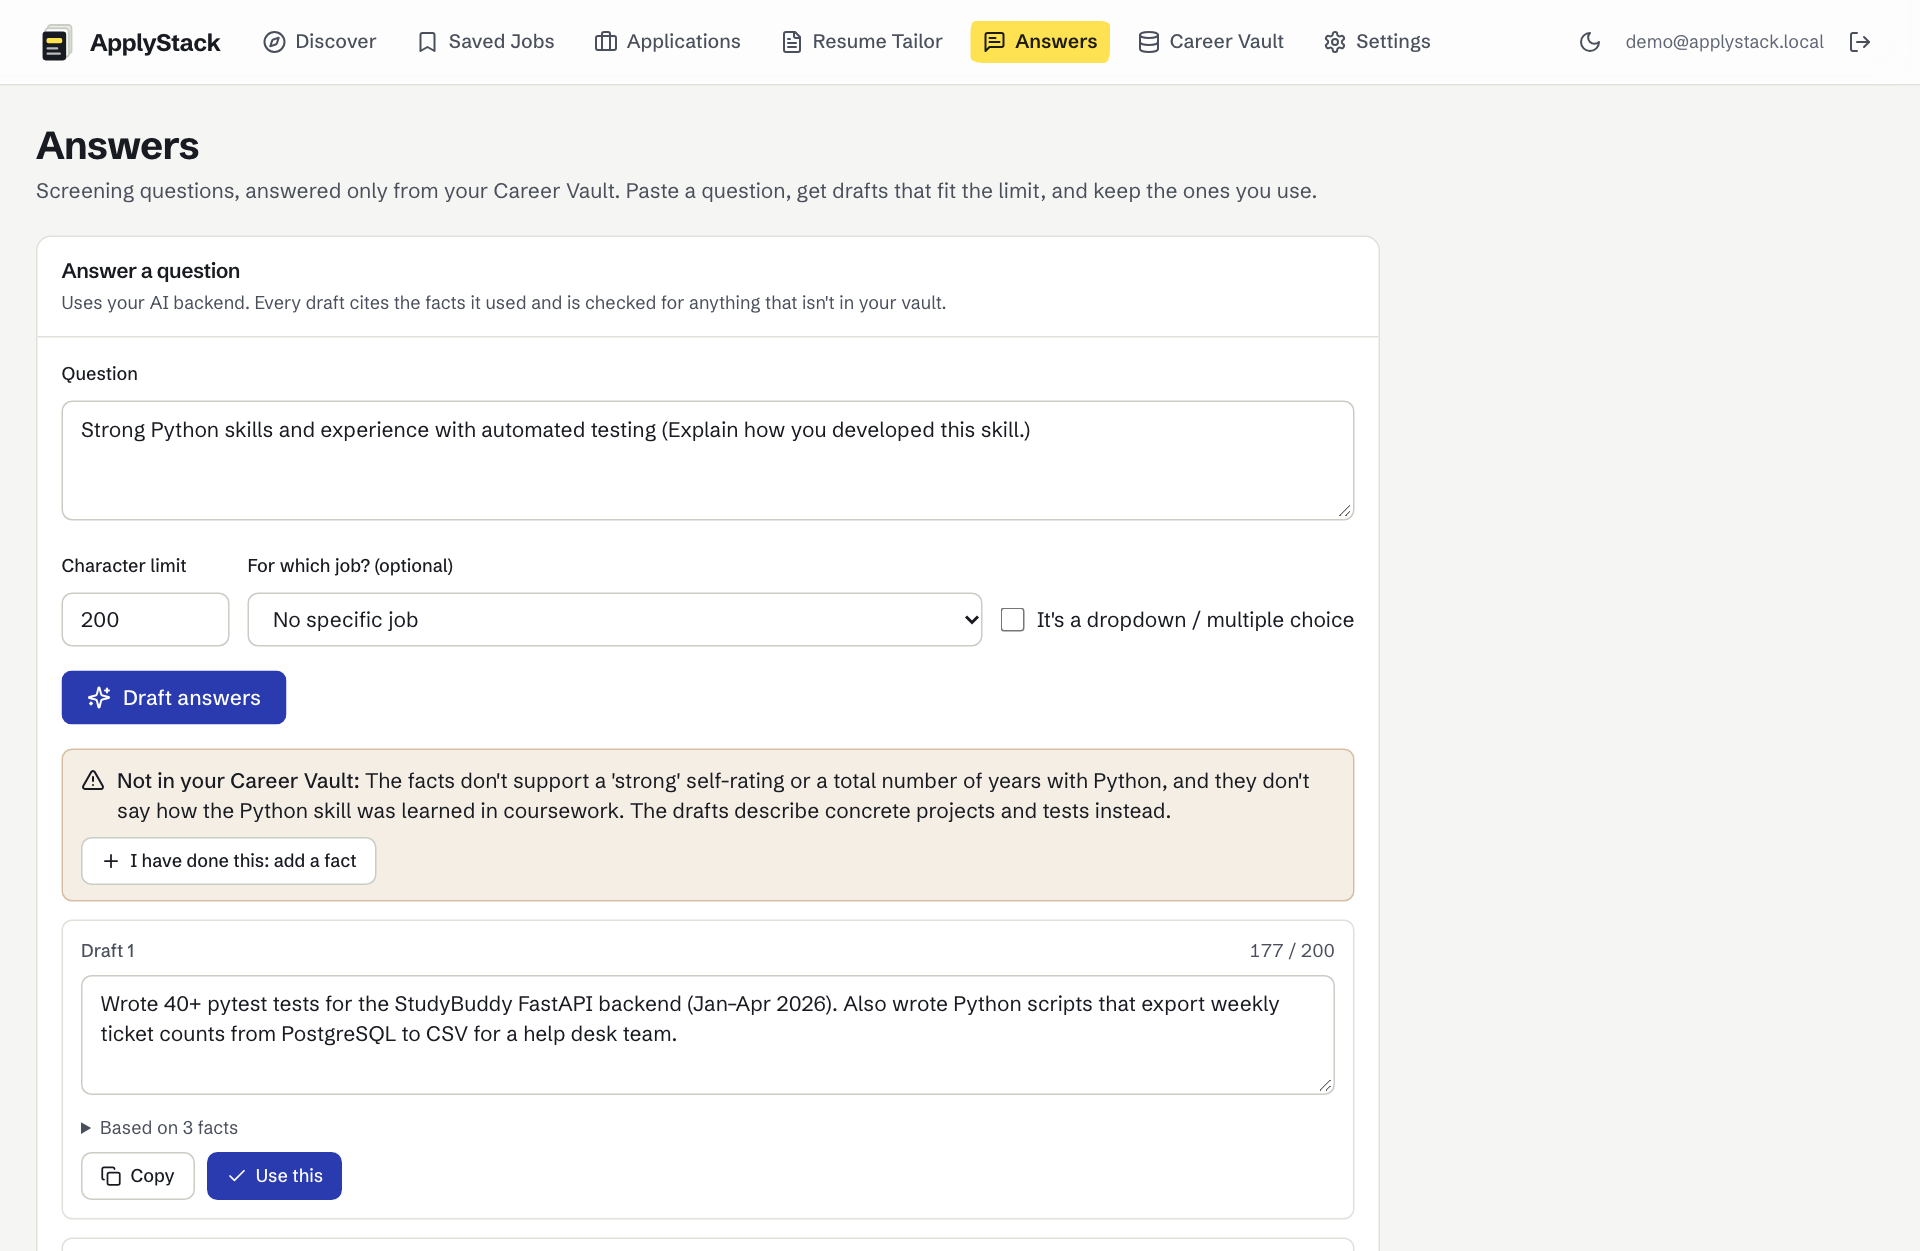 ApplyStack
Discover
Saved Jobs
Applications
Resume Tailor
Answers
Career Vault
Settings
demo@applystack.local
Answers
Screening questions, answered only from your Career Vault. Paste a question, get drafts that fit the limit, and keep the ones you use.
Answer a question
Uses your AI backend. Every draft cites the facts it used and is checked for anything that isn't in your vault.
Question
Strong Python skills and experience with automated testing (Explain how you developed this skill.)
Character limit
For which job? (optional)
200
No specific job
It's a dropdown / multiple choice
Draft answers
Not in your Career Vault: The facts don't support a 'strong' self-rating or a total number of years with Python, and they don't
say how the Python skill was learned in coursework. The drafts describe concrete projects and tests instead.
+ I have done this: add a fact
Draft 1
177 / 200
Wrote 40+ pytest tests for the StudyBuddy FastAPI backend (Jan–Apr 2026). Also wrote Python scripts that export weekly
ticket counts from PostgreSQL to CSV for a help desk team.
Based on 3 facts
Copy
Use this